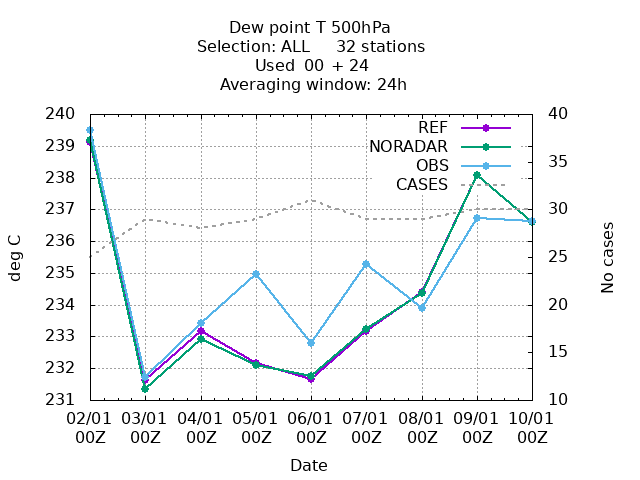 Dew point T 500hPa
Selection: ALL     32 stations
Used  00 + 24
Averaging window: 24h
240
239
238
237
236
235
234
233
232
231
40
35
30
25
20
15
10
REF
NORADAR
OBS
CASES
deg C
No cases
02/01 03/01 04/01 05/01 06/01 07/01 08/01 09/01 10/01
00Z 00Z 00Z 00Z 00Z 00Z 00Z 00Z 00Z
Date